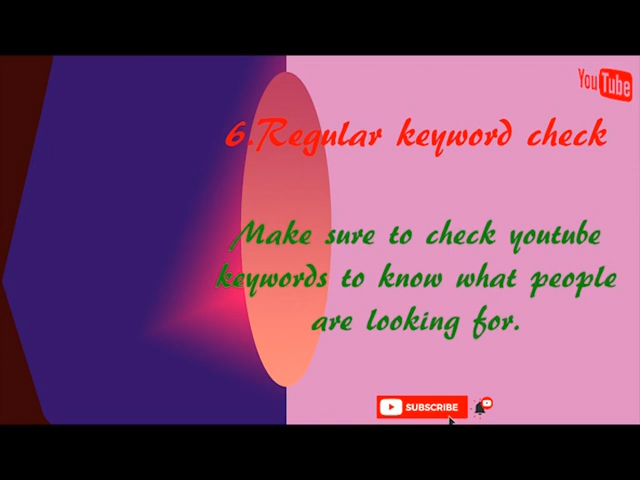 YouTube
6.Regular keyword check
Make sure to check youtube
keywords to know what people
are looking for.
SUBSCRIBE